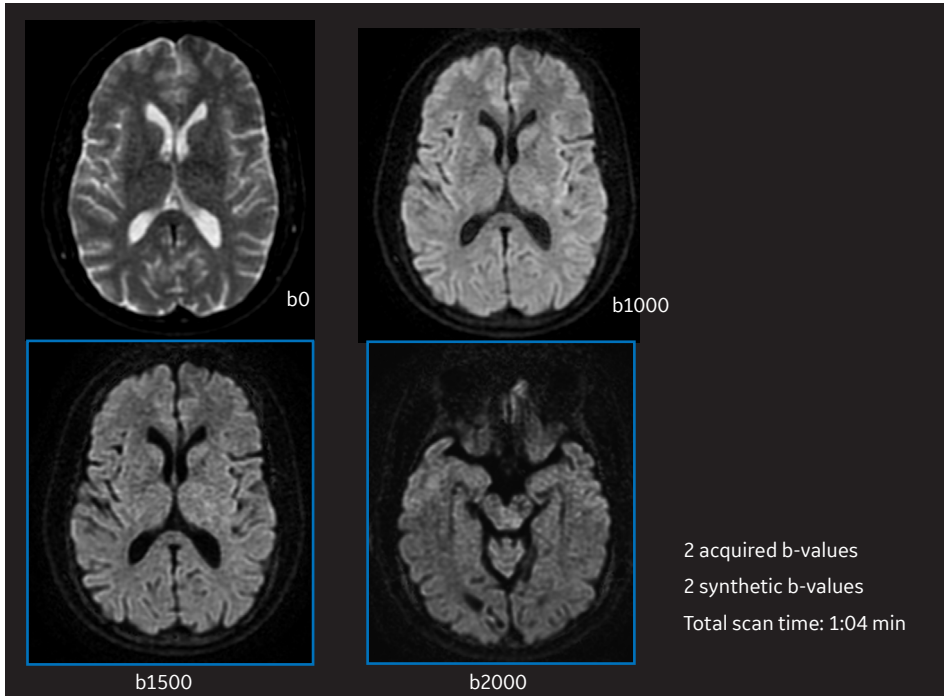 b0
b1000
b1500
b2000
2 acquired b-values
2 synthetic b-values
Total scan time: 1:04 min